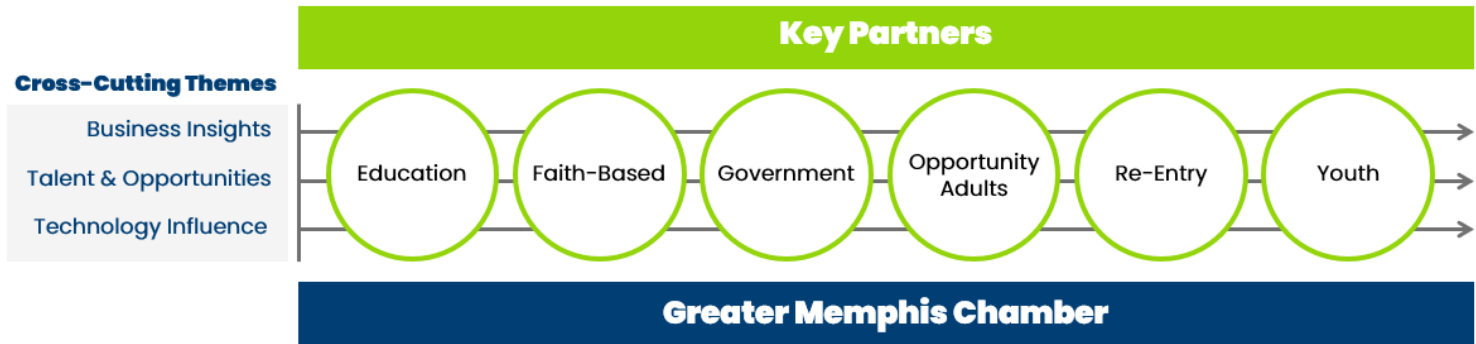 Key Partners
Cross-Cutting Themes
Business Insights
Talent & Opportunities
Technology Influence
Education
Faith-Based
Government
Opportunity
Adults
Re-Entry
Youth
Greater Memphis Chamber